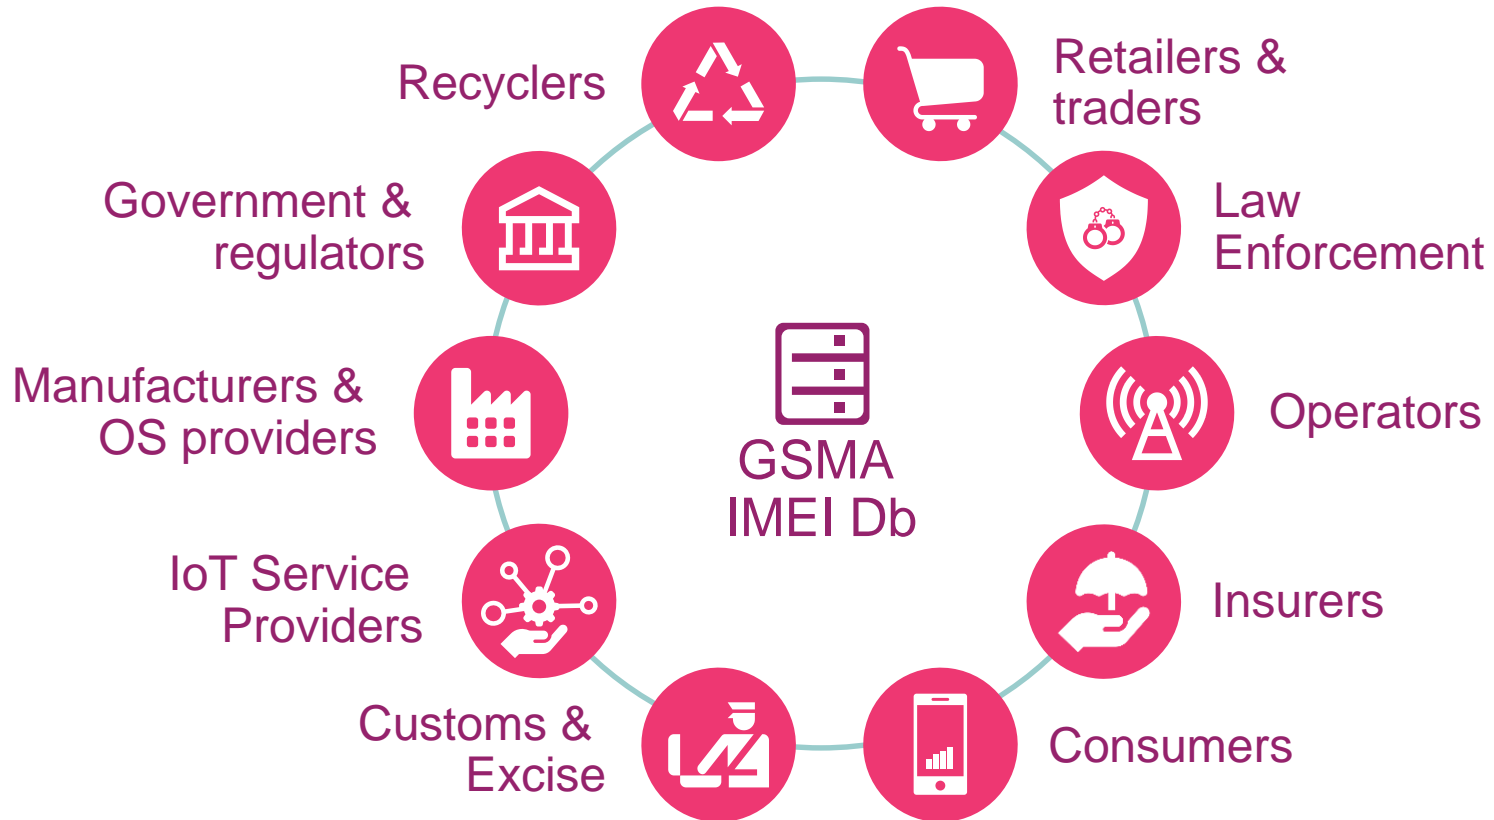 Recyclers
Retailers &
traders
Government &
regulators
Law
Enforcement
Manufacturers &
OS providers
Operators
GSMA
IMEI Db
IoT Service
Providers
Insurers
Customs &
Excise
Consumers